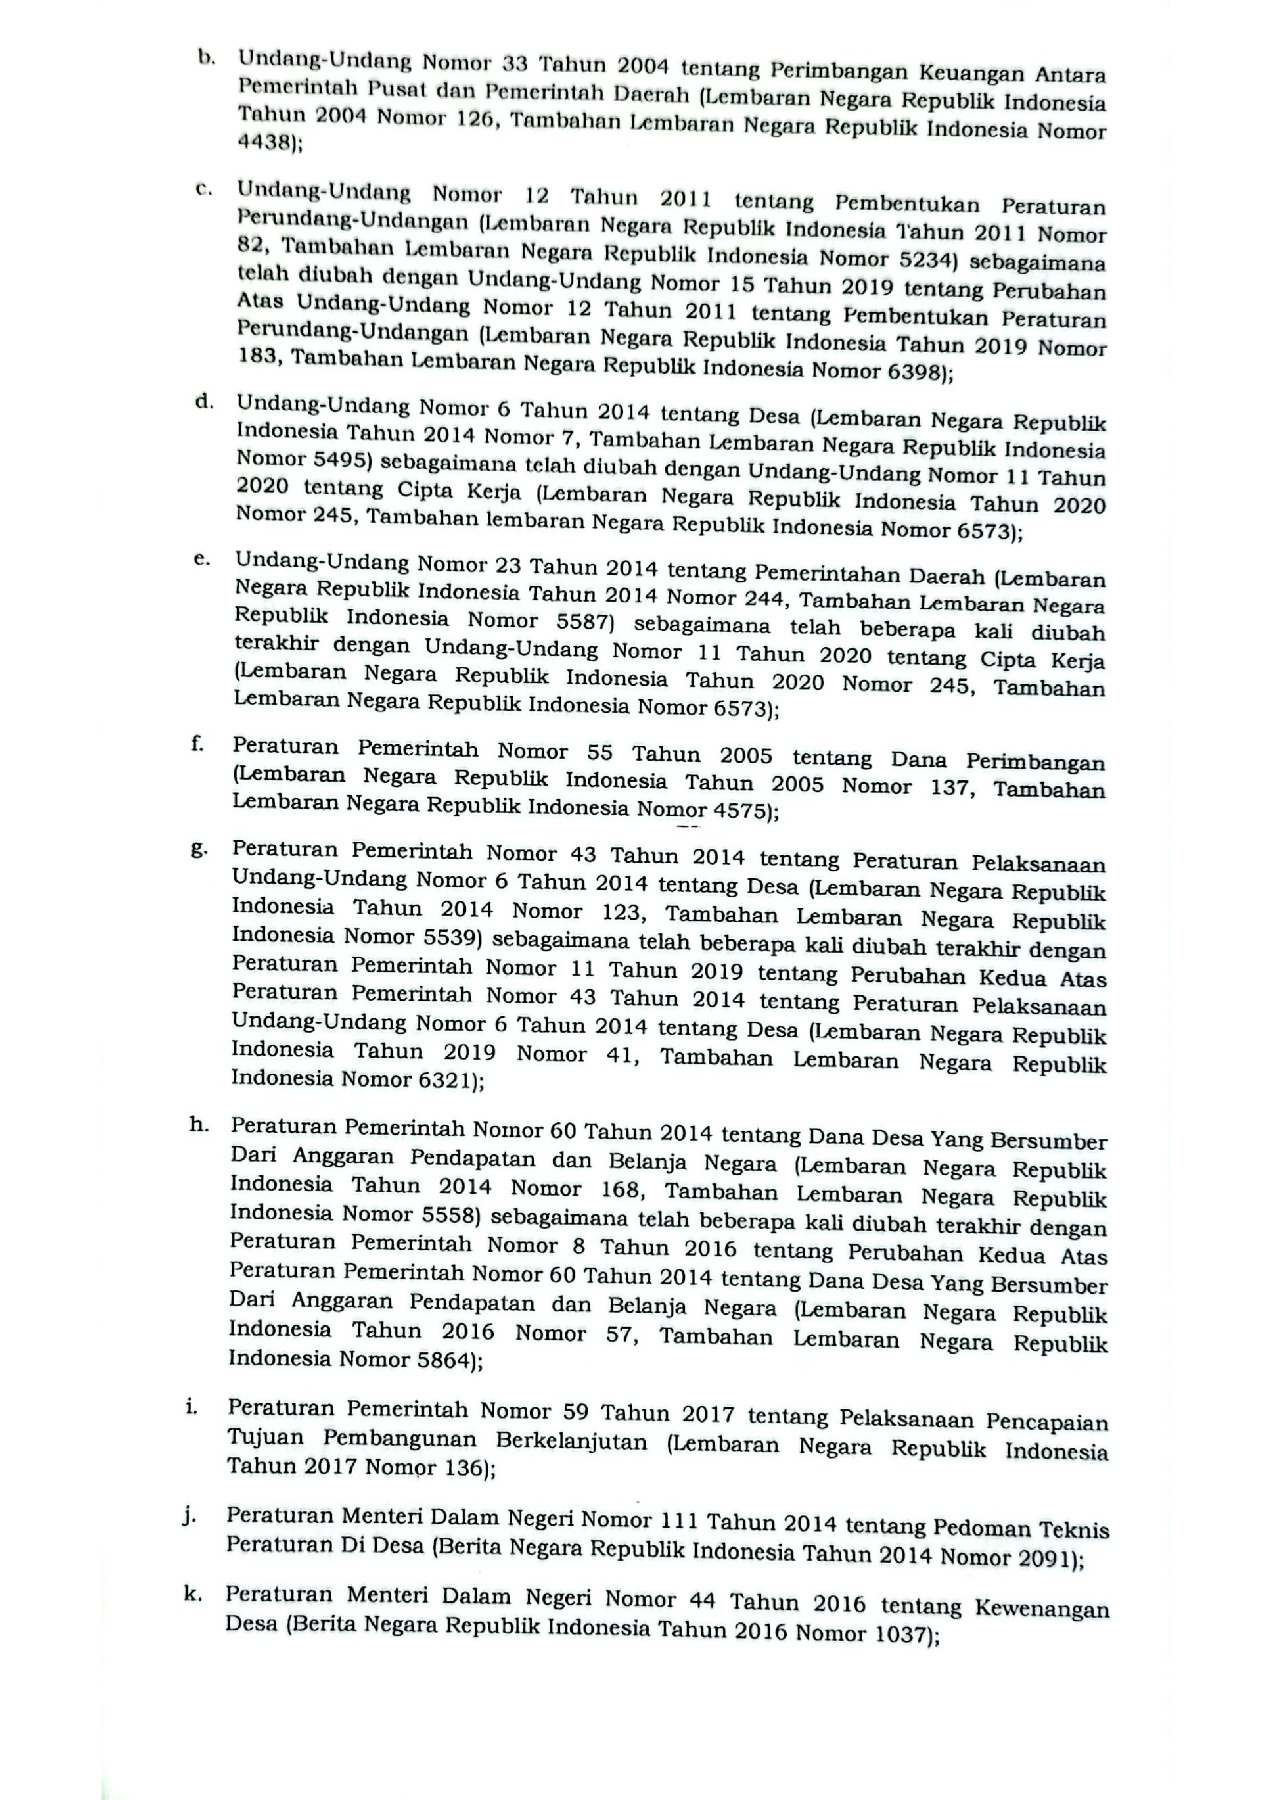 b. Undang-Undang Nomor 33 Tahun 2004 tentang Perimbangan Keuangan Antara
Pemerintah Pusat dan Pemerintah Daerah (Lembaran Negara Republik Indonesia
Tahun 2004 Nomor 126, Tambahan Lembaran Negara Republik Indonesia Nomor
4438);
c. Undang-Undang Nomor 12 Tahun 2011 tentang Pembentukan Peraturan
Perundang-Undangan (Lembaran Negara Republik Indonesia Tahun 2011 Nomor
82, Tambahan Lembaran Negara Republik Indonesia Nomor 5234) sebagaimana
telah diubah dengan Undang-Undang Nomor 15 Tahun 2019 tentang Perubahan
Atas Undang-Undang Nomor 12 Tahun 2011 tentang Pembentukan Peraturan
Perundang-Undangan (Lembaran Negara Republik Indonesia Tahun 2019 Nomor
183, Tambahan Lembaran Negara Republik Indonesia Nomor 6398);
d. Undang-Undang Nomor 6 Tahun 2014 tentang Desa (Lembaran Negara Republik
Indonesia Tahun 2014 Nomor 7, Tambahan Lembaran Negara Republik Indonesia
Nomor 5495) sebagaimana telah diubah dengan Undang-Undang Nomor 11 Tahun
2020 tentang Cipta Kerja (Lembaran Negara Republik Indonesia Tahun 2020
Nomor 245, Tambahan lembaran Negara Republik Indonesia Nomor 6573);
e. Undang-Undang Nomor 23 Tahun 2014 tentang Pemerintahan Daerah (Lembaran
Negara Republik Indonesia Tahun 2014 Nomor 244, Tambahan Lembaran Negara
Republik Indonesia Nomor 5587) sebagaimana telah beberapa kali diubah
terakhir dengan Undang-Undang Nomor 11 Tahun 2020 tentang Cipta Kerja
(Lembaran Negara Republik Indonesia Tahun 2020 Nomor 245, Tambahan
Lembaran Negara Republik Indonesia Nomor 6573);
f. Peraturan Pemerintah Nomor 55 Tahun 2005 tentang Dana Perimbangan
(Lembaran Negara Republik Indonesia Tahun 2005 Nomor 137, Tambahan
Lembaran Negara Republik Indonesia Nomor 4575);
g. Peraturan Pemerintah Nomor 43 Tahun 2014 tentang Peraturan Pelaksanaan
Undang-Undang Nomor 6 Tahun 2014 tentang Desa (Lembaran Negara Republik
Indonesia Tahun 2014 Nomor 123, Tambahan Lembaran Negara Republik
Indonesia Nomor 5539) sebagaimana telah beberapa kali diubah terakhir dengan
Peraturan Pemerintah Nomor 11 Tahun 2019 tentang Perubahan Kedua Atas
Peraturan Pemerintah Nomor 43 Tahun 2014 tentang Peraturan Pelaksanaan
Undang-Undang Nomor 6 Tahun 2014 tentang Desa (Lembaran Negara Republik
Indonesia Tahun 2019 Nomor 41, Tambahan Lembaran Negara Republik
Indonesia Nomor 6321);
h. Peraturan Pemerintah Nomor 60 Tahun 2014 tentang Dana Desa Yang Bersumber
Dari Anggaran Pendapatan dan Belanja Negara (Lembaran Negara Republik
Indonesia Tahun 2014 Nomor 168, Tambahan Lembaran Negara Republik
Indonesia Nomor 5558) sebagaimana telah beberapa kali diubah terakhir dengan
Peraturan Pemerintah Nomor 8 Tahun 2016 tentang Perubahan Kedua Atas
Peraturan Pemerintah Nomor 60 Tahun 2014 tentang Dana Desa Yang Bersumber
Dari Anggaran Pendapatan dan Belanja Negara (Lembaran Negara Republik
Indonesia Tahun 2016 Nomor 57, Tambahan Lembaran Negara Republik
Indonesia Nomor 5864);
i. Peraturan Pemerintah Nomor 59 Tahun 2017 tentang Pelaksanaan Pencapaian
Tujuan Pembangunan Berkelanjutan (Lembaran Negara Republik Indonesia
Tahun 2017 Nomor 136);
j. Peraturan Menteri Dalam Negeri Nomor 111 Tahun 2014 tentang Pedoman Teknis
Peraturan Di Desa (Berita Negara Republik Indonesia Tahun 2014 Nomor 2091);
k. Peraturan Menteri Dalam Negeri Nomor 44 Tahun 2016 tentang Kewenangan
Desa (Berita Negara Republik Indonesia Tahun 2016 Nomor 1037);